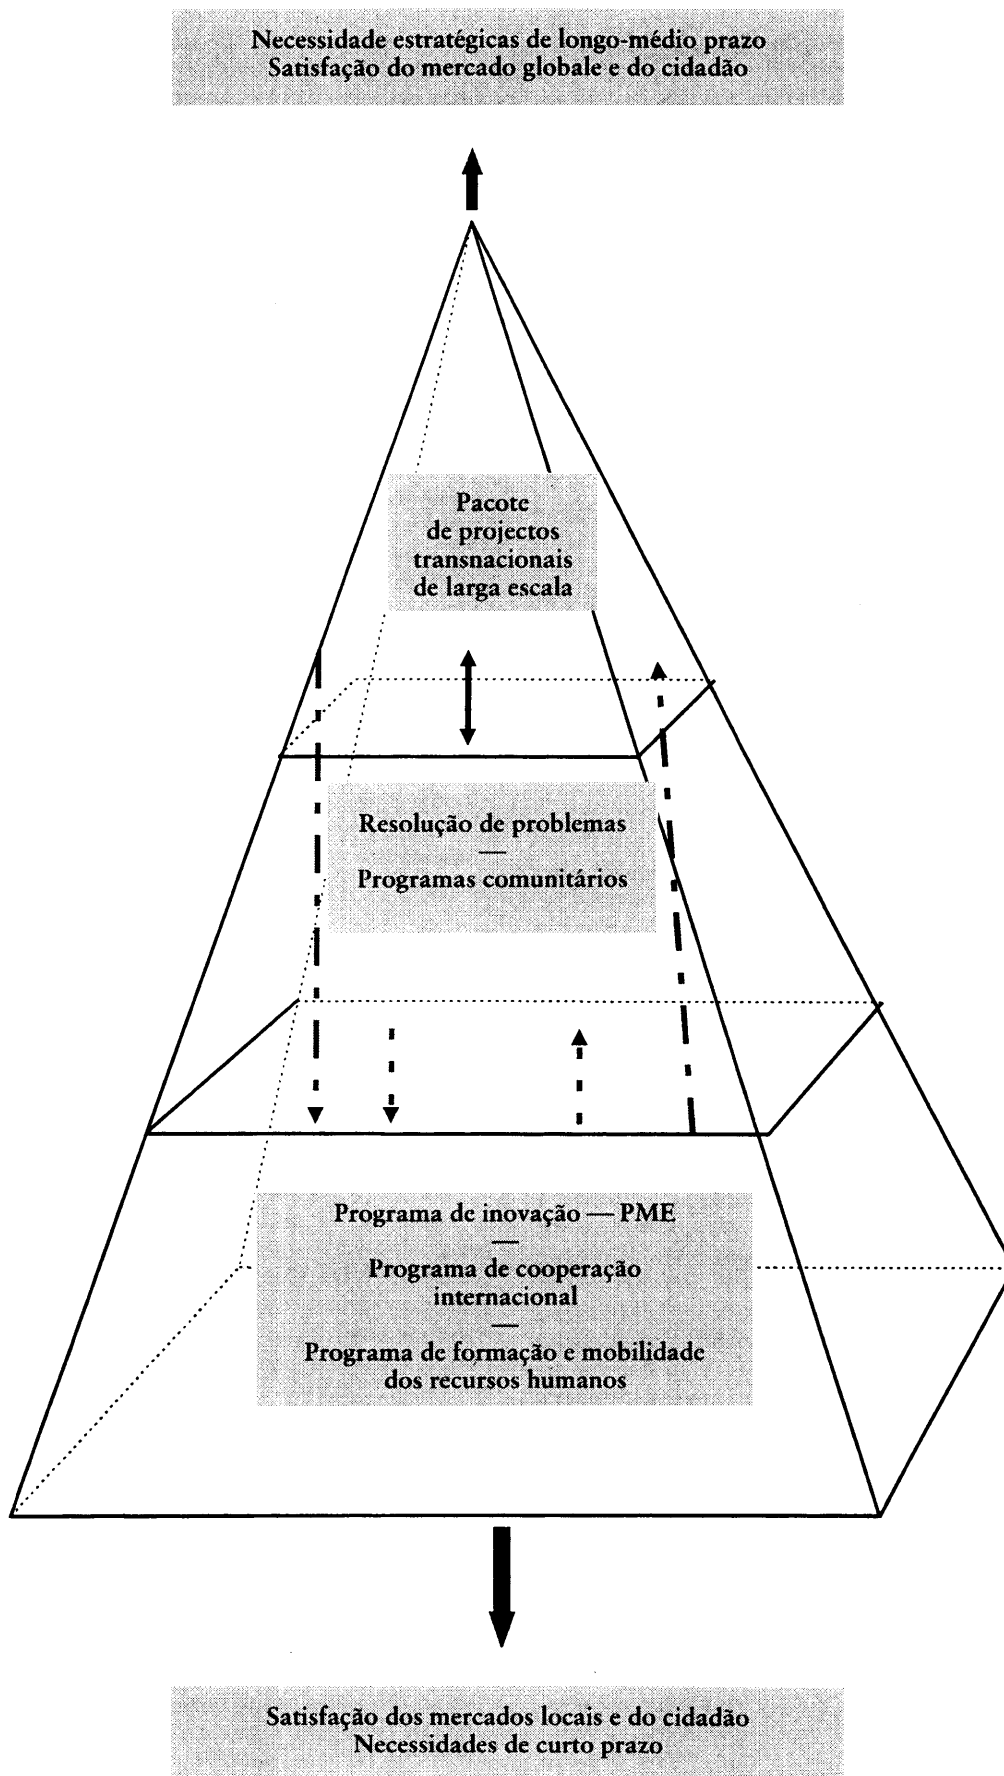 Necessidade estratégicas de longo-médio prazo
Satisfação do mercado globale e do cidadão
Pacote
de projectos
transnacionais
de larga escala
Resolução de problemas
—
Programas comunitários
Programa de inovação — PME
—
Programa de cooperação
internacional
—
Programa de formação e mobilidade
dos recursos humanos
Satisfação dos mercados locais e do cidadão
Necessidades de curto prazo